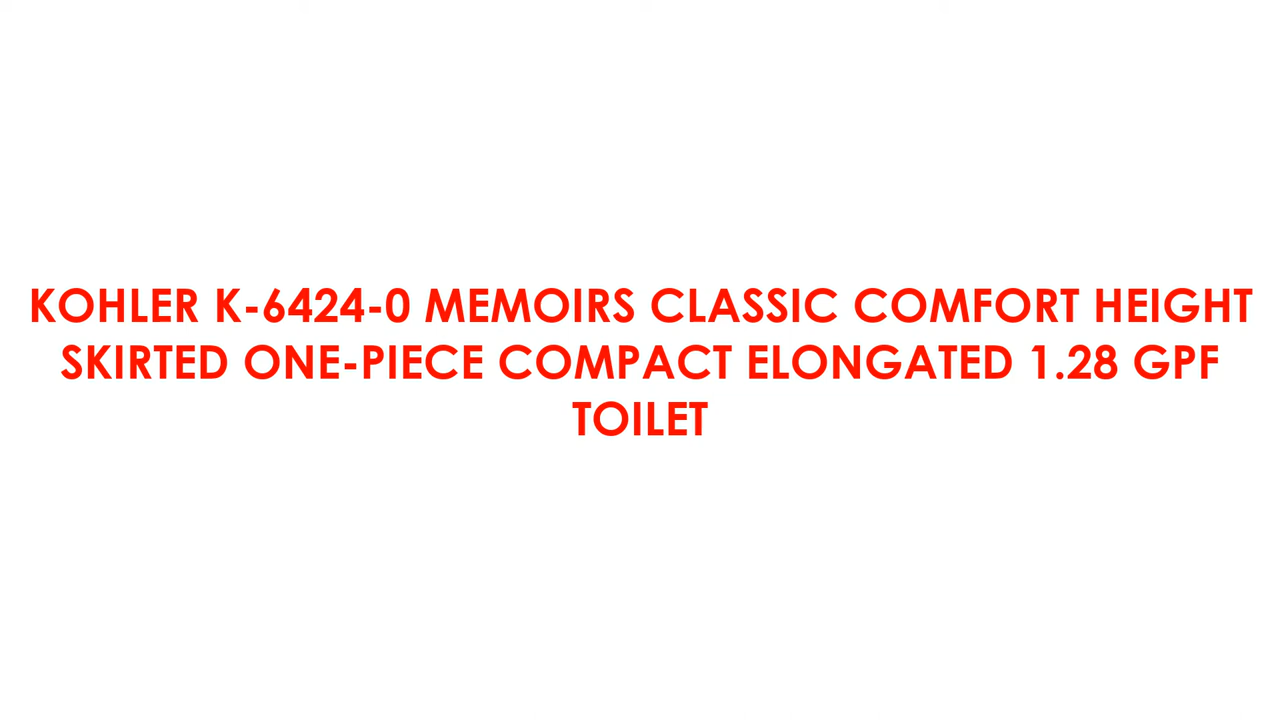 KOHLER K-6424-0 MEMOIRS CLASSIC COMFORT HEIGHT
SKIRTED ONE-PIECE COMPACT ELONGATED 1.28 GPF
TOILET